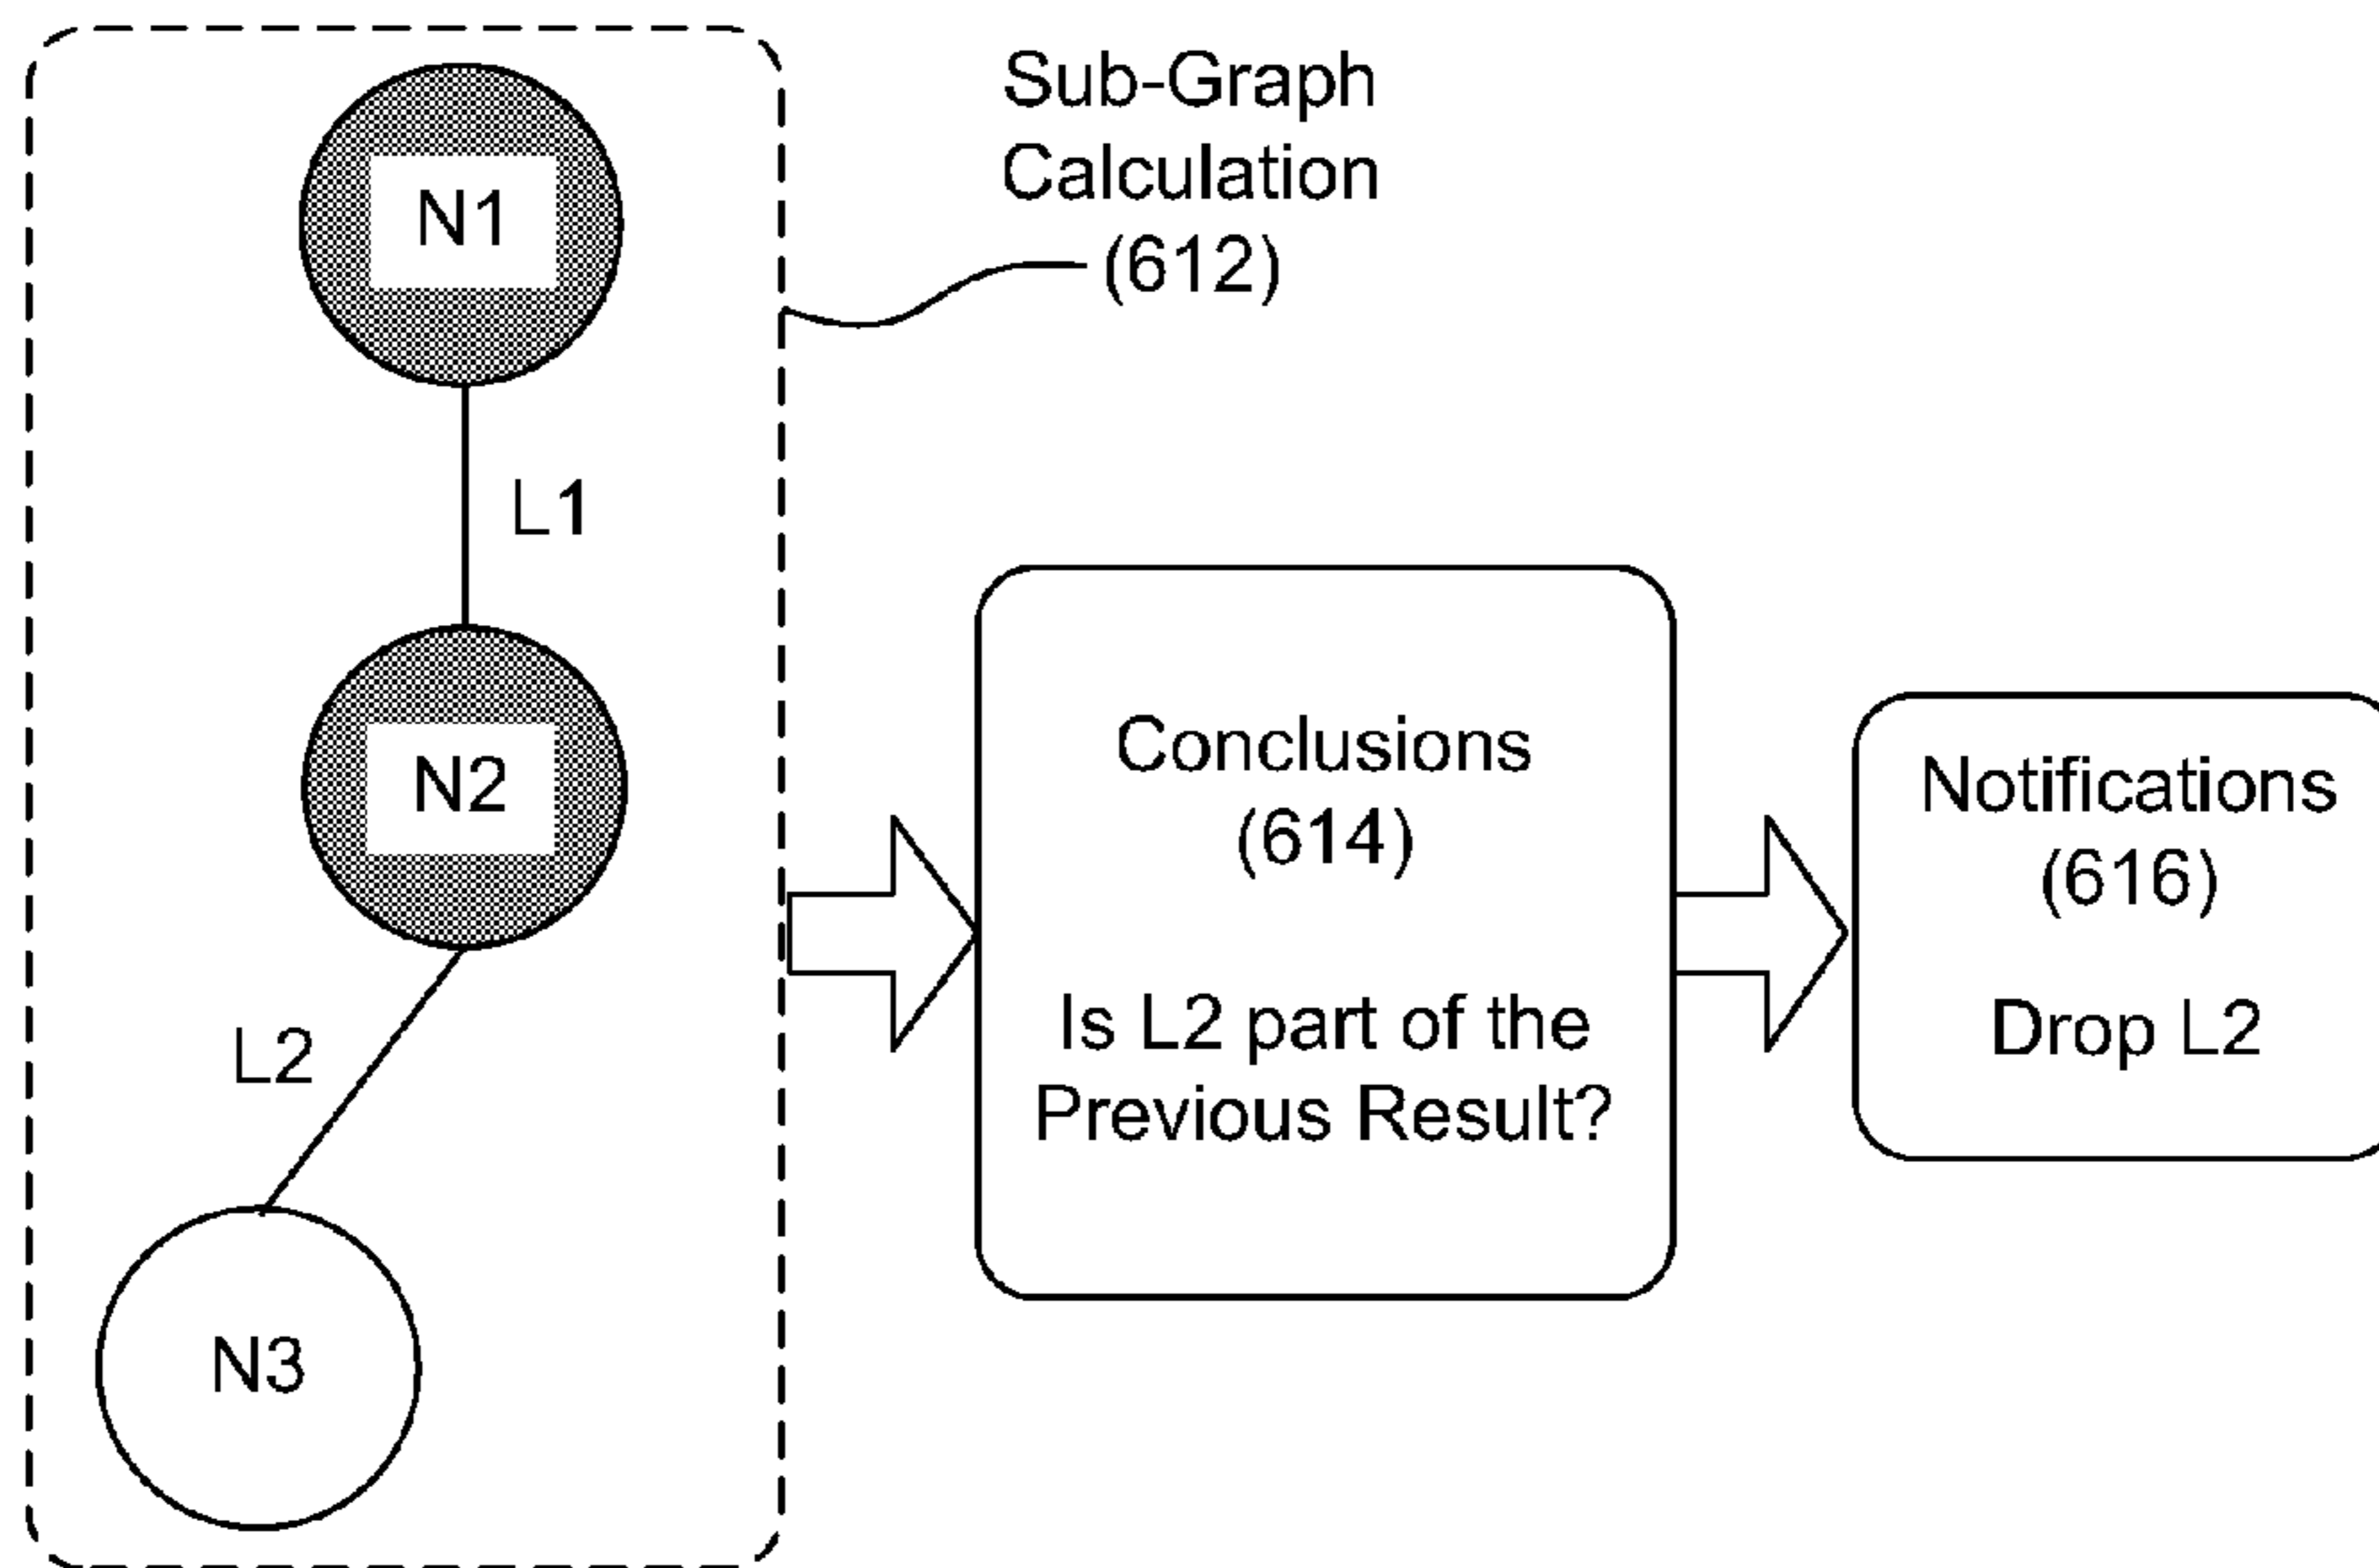 N1
L1
N2
L2
N3
Sub-Graph
Calculation
(612)
Conclusions
(614)
Is L2 part of the
Previous Result?
Notifications
(616)
Drop L2